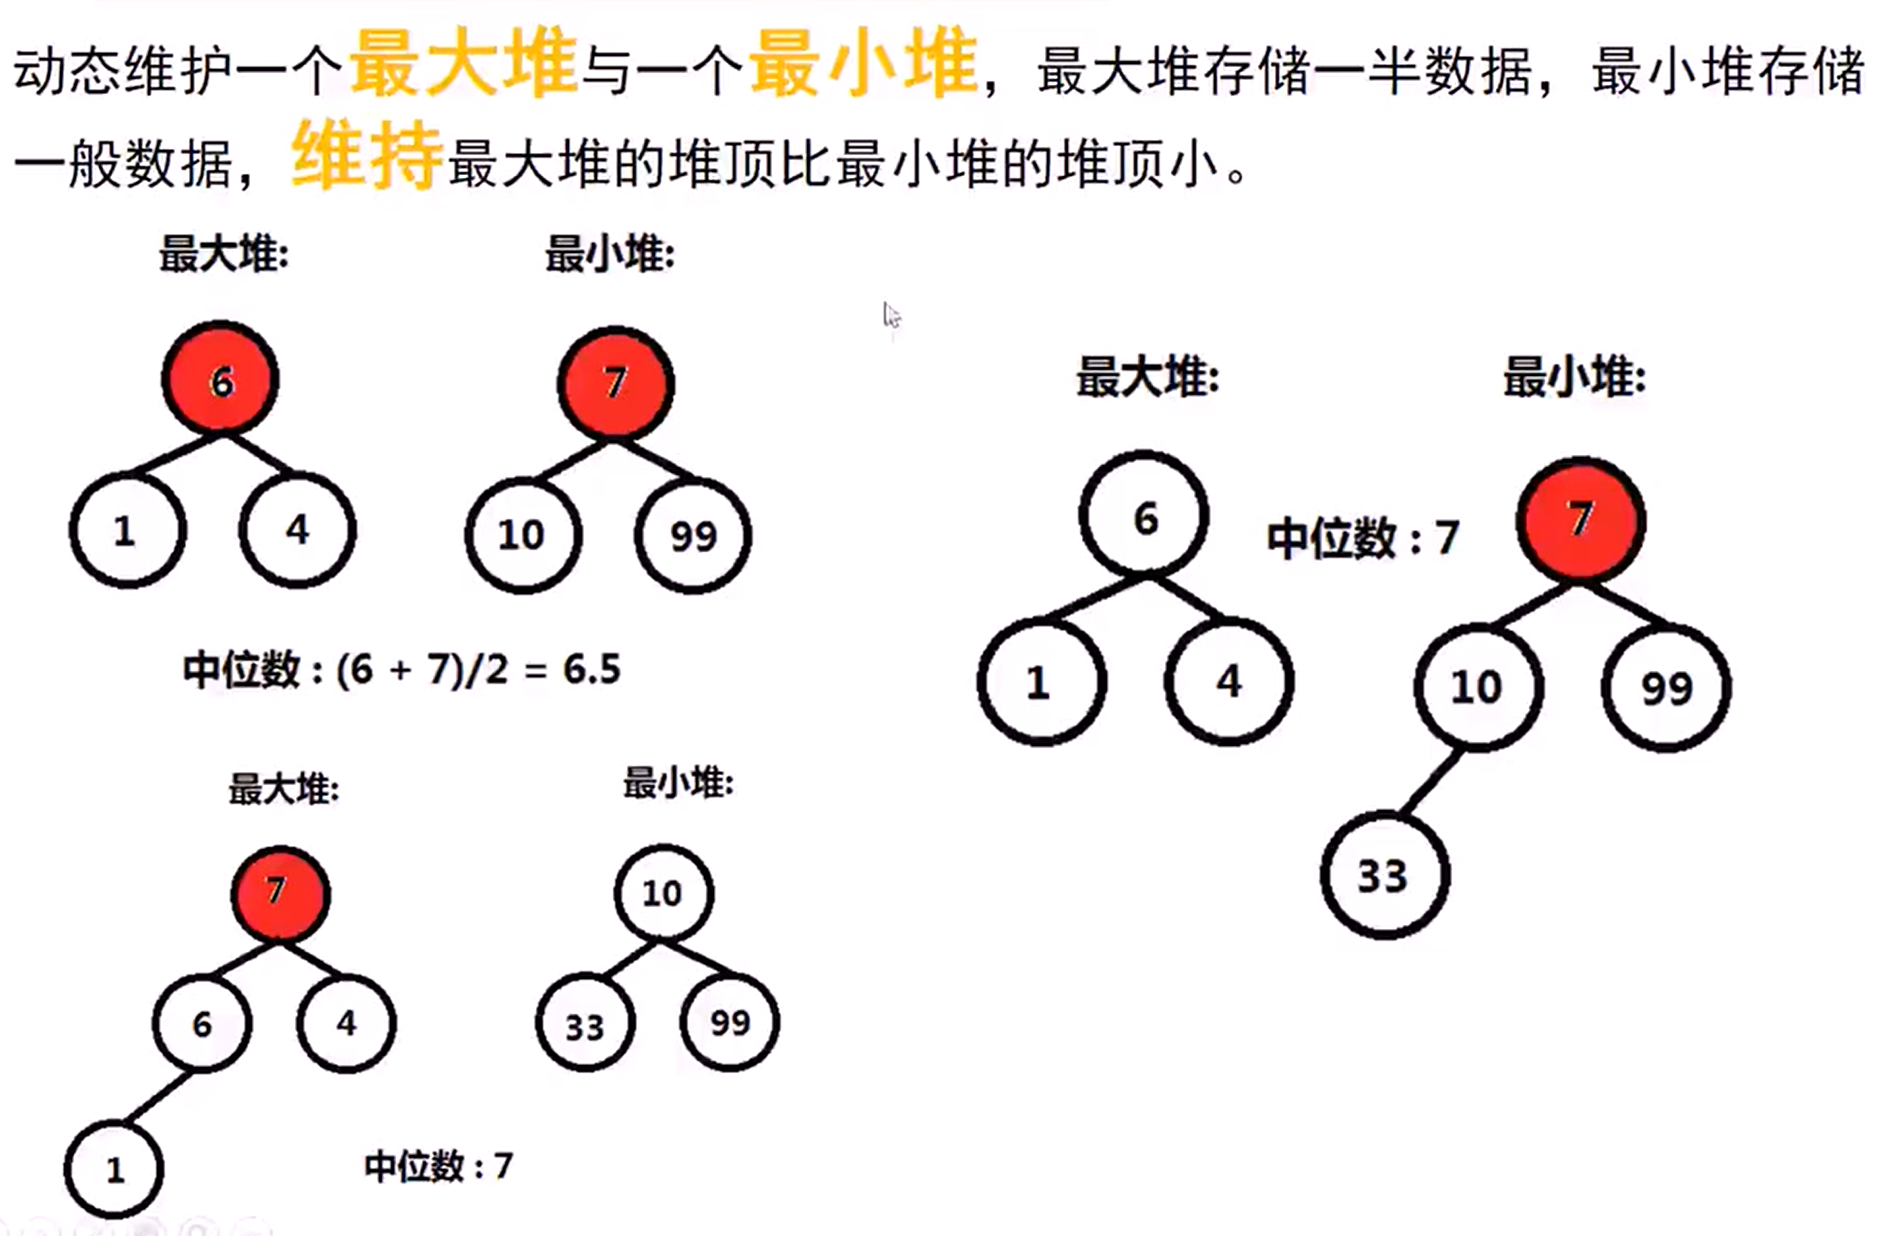 动态维护一个最大堆与一个最小堆，最大堆存储一半数据，最小堆存储
一般数据，维持最大堆的堆顶比最小堆的堆顶小。
最大堆:
最小堆:
6
7
1
4
10
99
中位数 : (6 + 7)/2 = 6.5
最大堆:
最小堆:
6
中位数 : 7
7
1
4
10
99
33
最大堆:
最小堆:
7
10
6
4
33
99
1
中位数 : 7